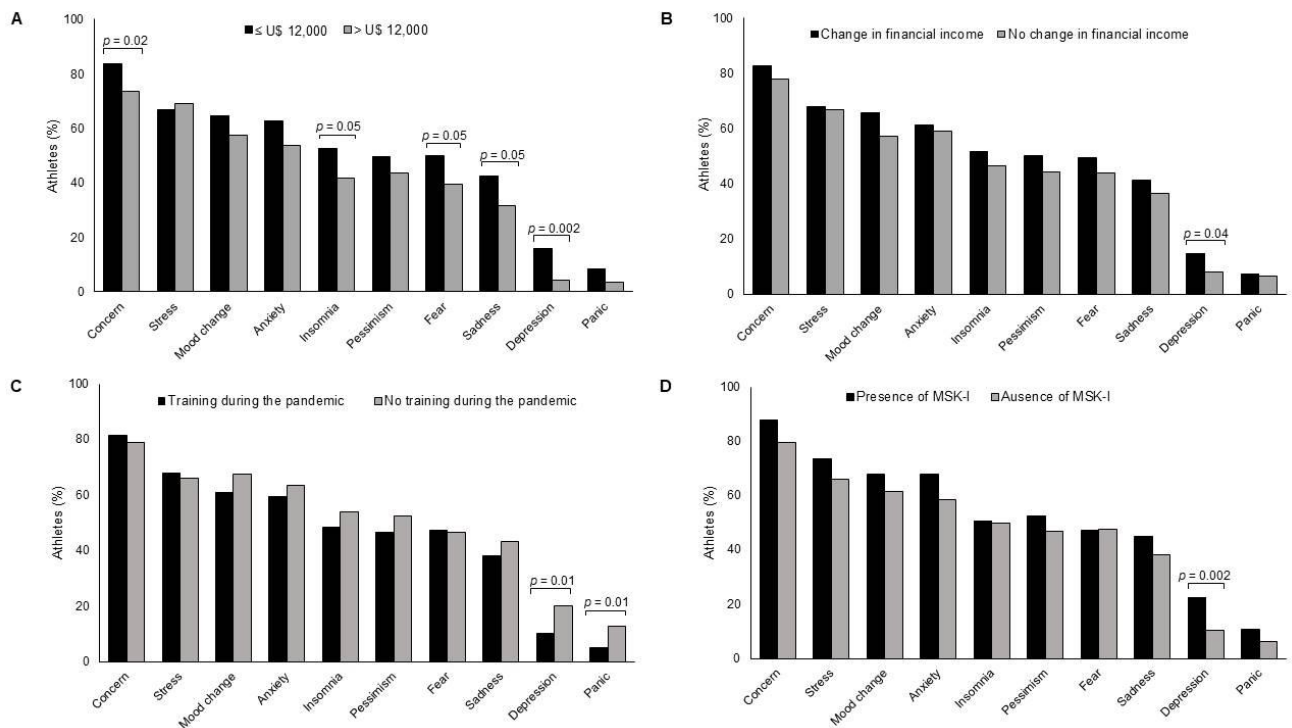 A
≤ U$ 12,000
> U$ 12,000
100
80
60
40
20
0
Athletes (%)
p = 0.02
p = 0.05
p = 0.05
p = 0.05
p = 0.002
Concern
Stress
Mood change
Anxiety
Insomnia
Pessimism
Fear
Sadness
Depression
Panic
B
Change in financial income
No change in financial income
100
80
60
40
20
0
Athletes (%)
p = 0.04
Concern
Stress
Mood change
Anxiety
Insomnia
Pessimism
Fear
Sadness
Depression
Panic
C
Training during the pandemic
No training during the pandemic
100
80
60
40
20
0
Athletes (%)
p = 0.01
p = 0.01
Concern
Stress
Mood change
Anxiety
Insomnia
Pessimism
Fear
Sadness
Depression
Panic
D
Presence of MSK-I
Ausence of MSK-I
100
80
60
40
20
0
Athletes (%)
p = 0.002
Concern
Stress
Mood change
Anxiety
Insomnia
Pessimism
Fear
Sadness
Depression
Panic